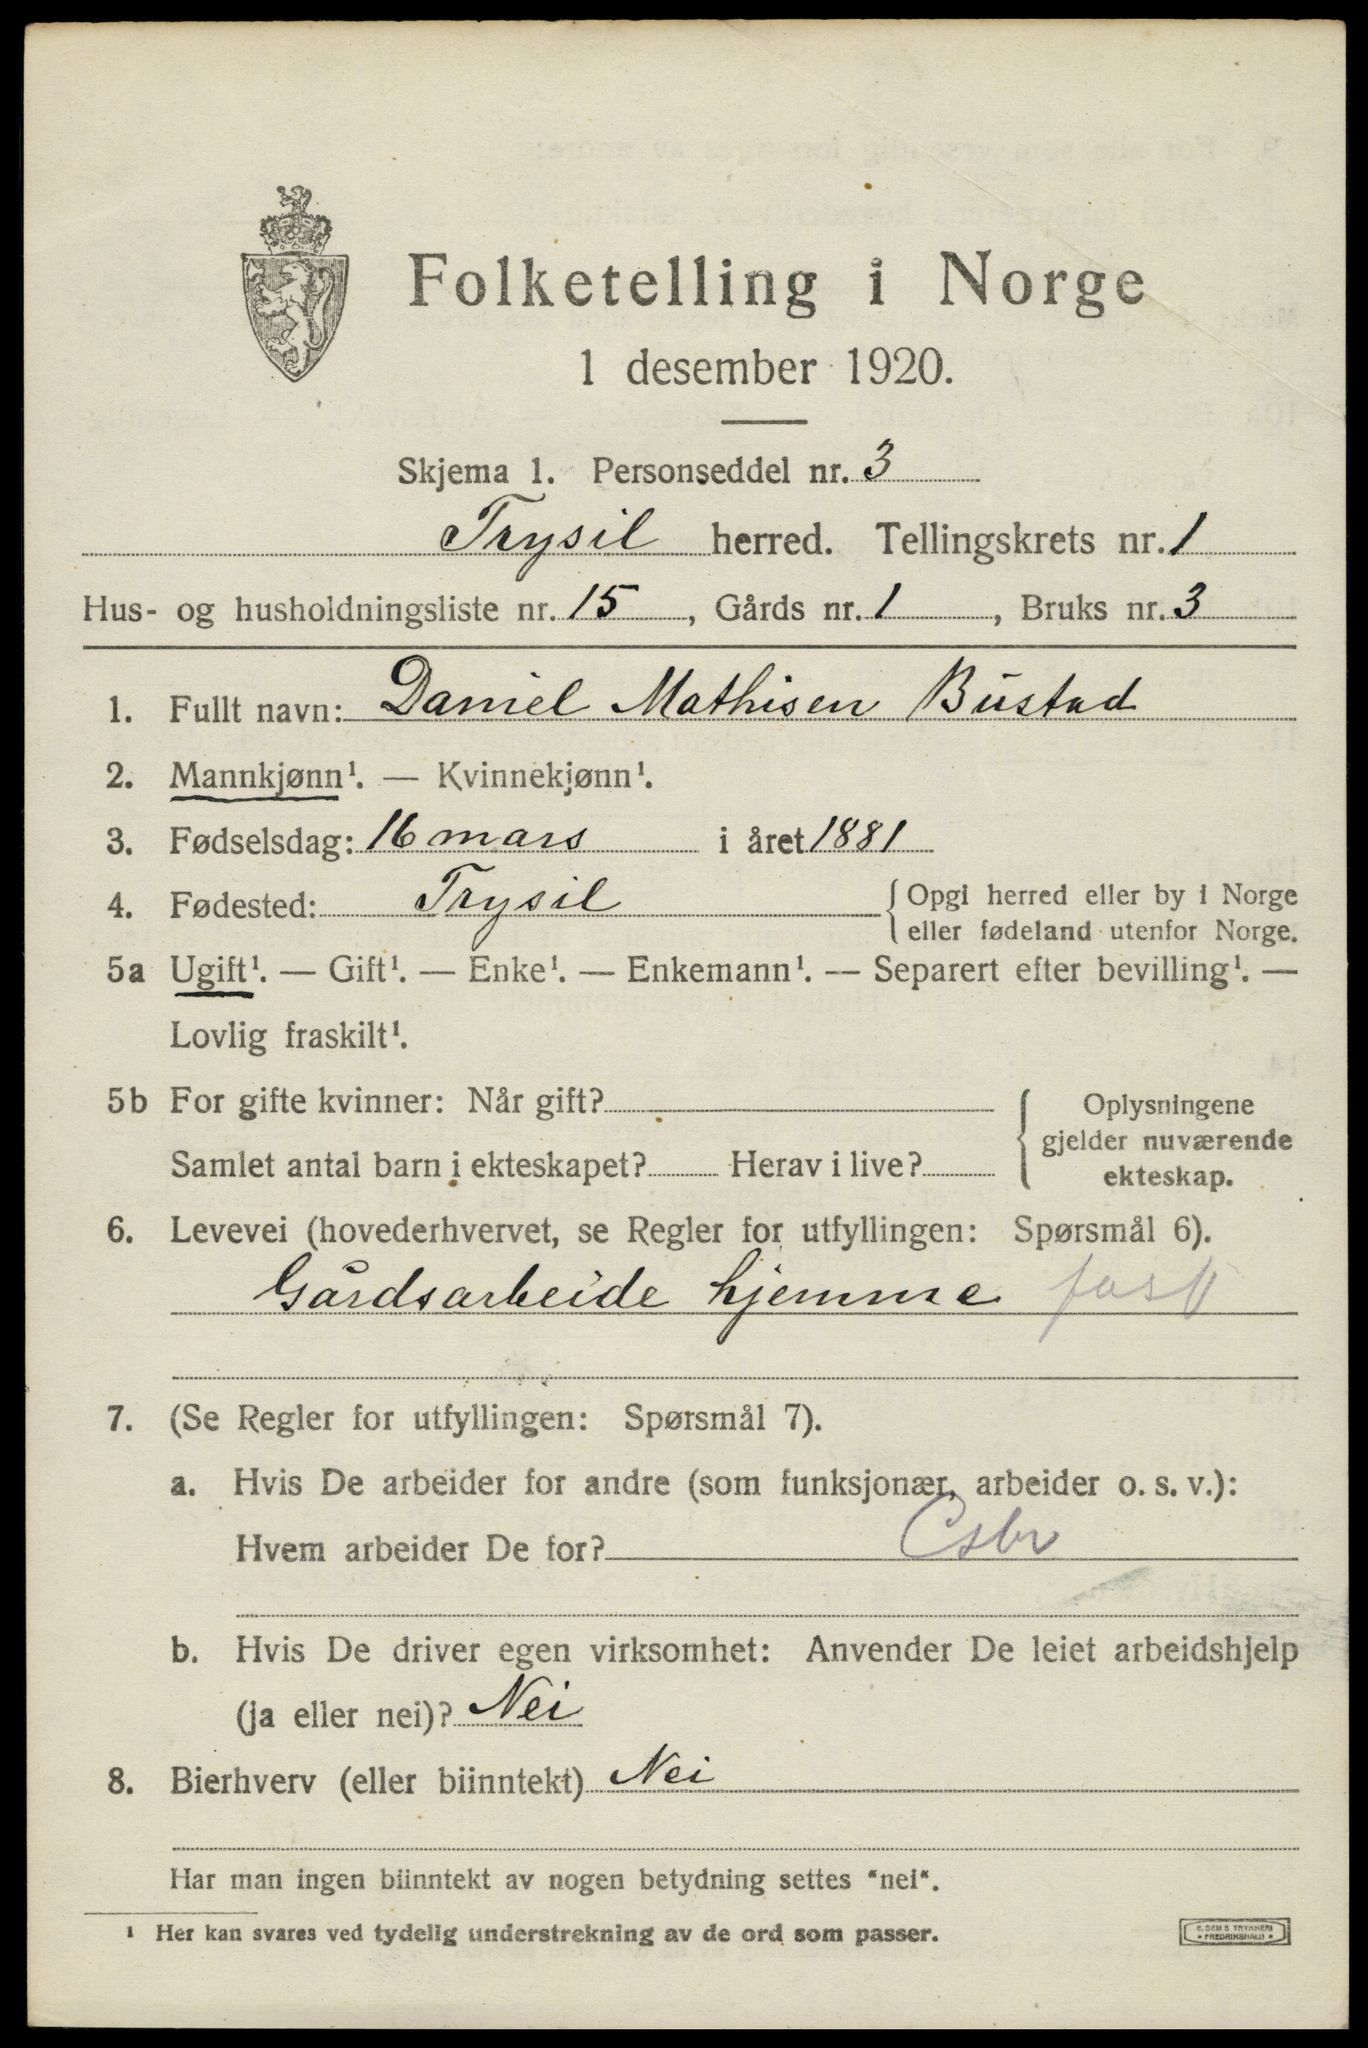 Folketelling i Norge
1 desember 1920.
Skjema 1. Personseddel nr. 3
Trysil herred. Tellingskrets nr. 1
Hus- og husholdningsliste nr. 15, Gårds nr. 1, Bruks nr. 3
1. Fullt navn: Daniel Mathisen Bustad
2. Mannkjønn¹. — Kvinnekjønn¹.
3. Fødselsdag: 16 mars i året 1881
4. Fødested: Trysil { Opgi herred eller by i Norge
eller fødeland utenfor Norge.
5a Ugift¹. — Gift¹. — Enke¹. — Enkemann¹. — Separert efter bevilling¹. —
Lovlig fraskilt¹.
5b For gifte kvinner: Når gift?
Samlet antal barn i ekteskapet? Herav i live?
{ Oplysningene
gjelder nuværende
ekteskap.
6. Levevei (hovederhvervet, se Regler for utfyllingen: Spørsmål 6).
Gårdsarbeide hjemme fast
7. (Se Regler for utfyllingen: Spørsmål 7).
a. Hvis De arbeider for andre (som funksjonær, arbeider o. s. v.):
Hvem arbeider De for?
b. Hvis De driver egen virksomhet: Anvender De leiet arbeidshjelp
(ja eller nei)? Nei
8. Bierhverv (eller biinntekt) Nei
Har man ingen biinntekt av nogen betydning settes "nei".
¹ Her kan svares ved tydelig understrekning av de ord som passer.
E. SEM S TRYKKERI
• FREDRIKSHALD •